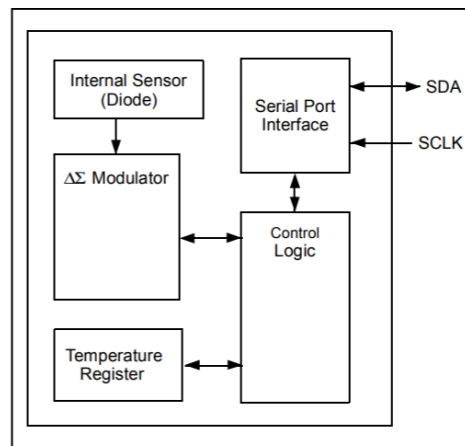 Internal Sensor
(Diode)
Serial Port
Interface
SDA
SCLK
ΔΣ Modulator
Control
Logic
Temperature
Register